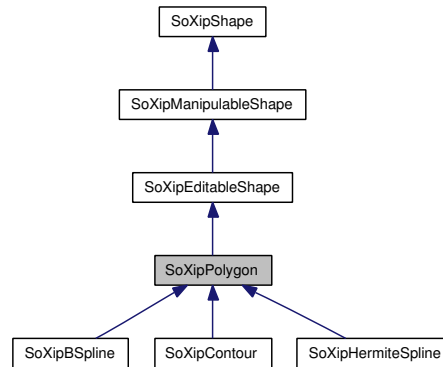 SoXipShape
SoXipManipulableShape
SoXipEditableShape
SoXipPolygon
SoXipBSpline
SoXipContour
SoXipHermiteSpline